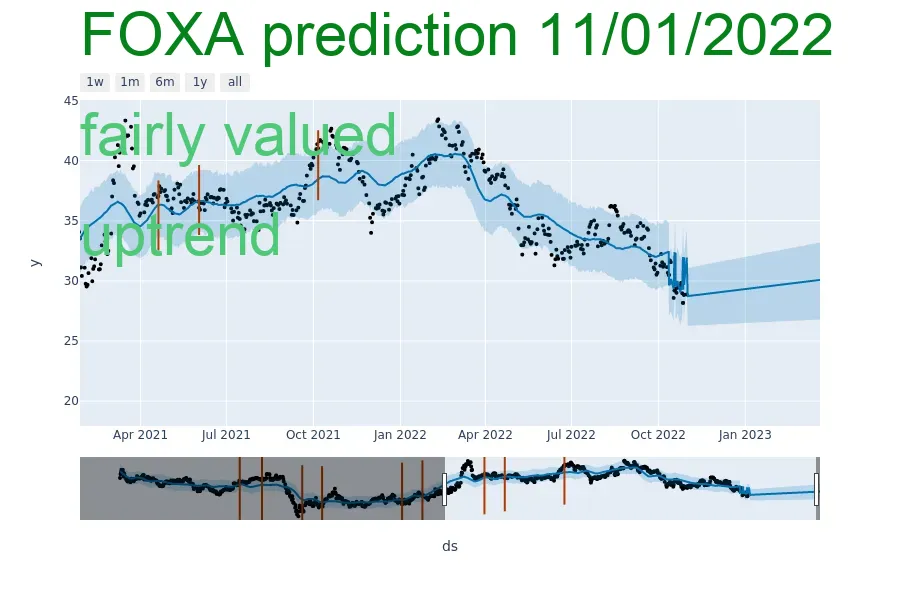 FOXA prediction 11/01/2022
1w 1m 6m 1y all
45
fairly valued
40
35
uptrend
y
30
25
20
Apr 2021 Jul 2021 Oct 2021 Jan 2022 Apr 2022 Jul 2022 Oct 2022 Jan 2023
ds